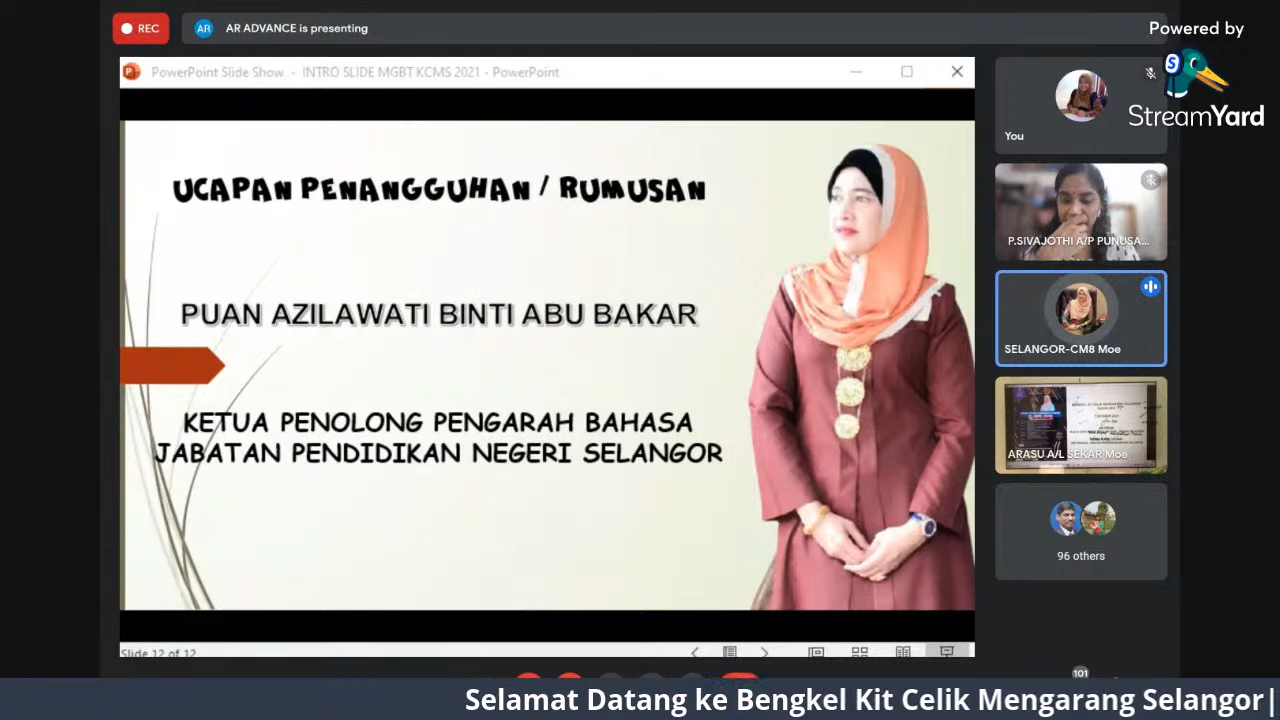 REC
AR
AR ADVANCE is presenting
Powered by
StreamYard
PowerPoint Slide Show - INTRO SLIDE MGBT KCMS 2021 - PowerPoint
UCAPAN PENANGGUHAN / RUMUSAN
PUAN AZILAWATI BINTI ABU BAKAR
KETUA PENOLONG PENGARAH BAHASA
JABATAN PENDIDIKAN NEGERI SELANGOR
Slide 12 of 12
You
P.SIVAJOTHI A/P PUNUSA...
SELANGOR-CM8 Moe
ARASU A/L SEKAR Moe
96 others
101
Selamat Datang ke Bengkel Kit Celik Mengarang Selangor|